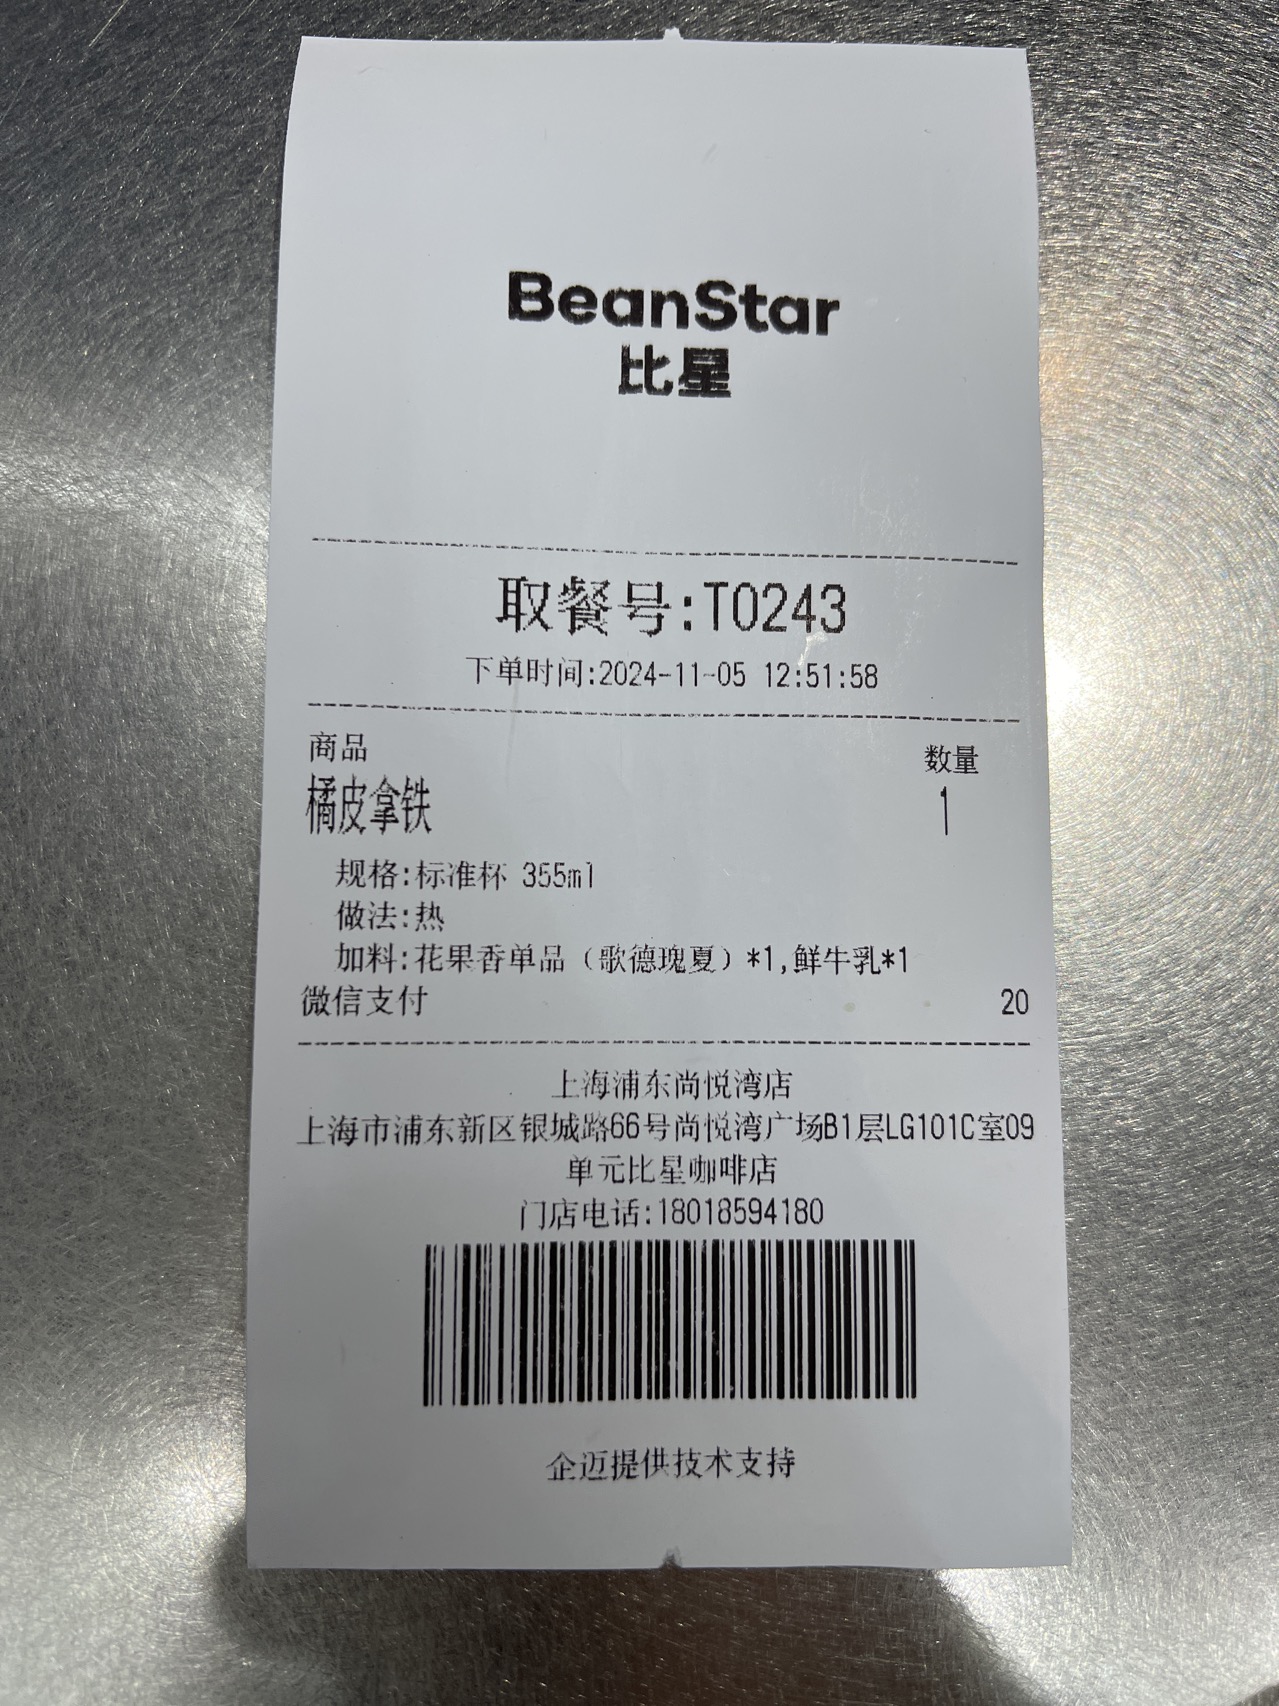 BeanStar
比星
取餐号:T0243
下单时间:2024-11-05 12:51:58
商品 数量
橘皮拿铁 1
规格:标准杯 355ml
做法:热
加料:花果香单品（歌德瑰夏）*1,鲜牛乳*1
微信支付 20
上海浦东尚悦湾店
上海市浦东新区银城路66号尚悦湾广场B1层LG101C室09
单元比星咖啡店
门店电话:18018594180
企迈提供技术支持